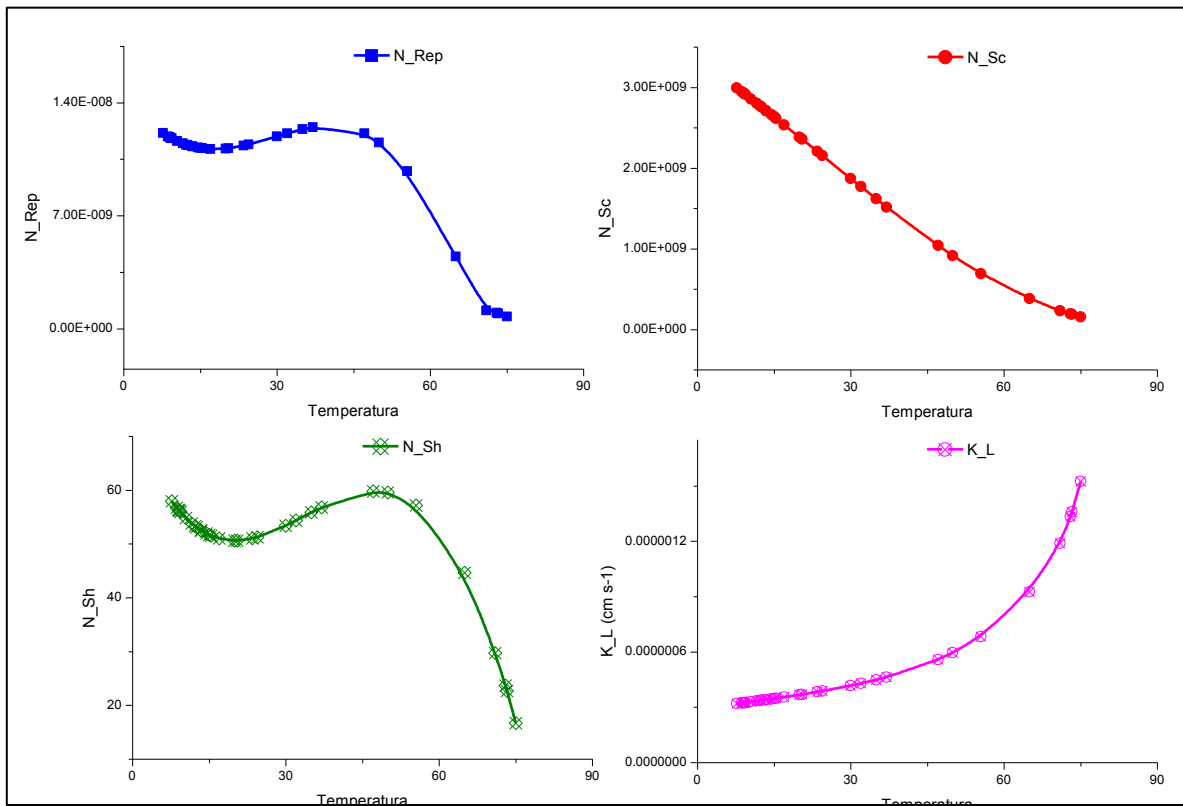 N_Rep
1.40E-008
7.00E-009
0.00E+000
N_Rep
0
30
60
90
Temperatura
N_Sc
3.00E+009
2.00E+009
1.00E+009
0.00E+000
N_Sc
0
30
60
90
Temperatura
N_Sh
60
40
20
N_Sh
0
30
60
90
Temperatura
K_L
0.0000012
0.0000006
0.0000000
K_L (cm s-1)
0
30
60
90
Temperatura